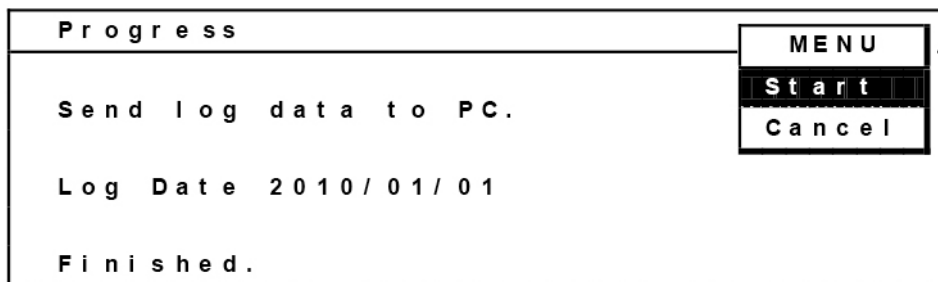 Progress
MENU
Start
Cancel
Send log data to PC.
Log Date 2010/01/01
Finished.